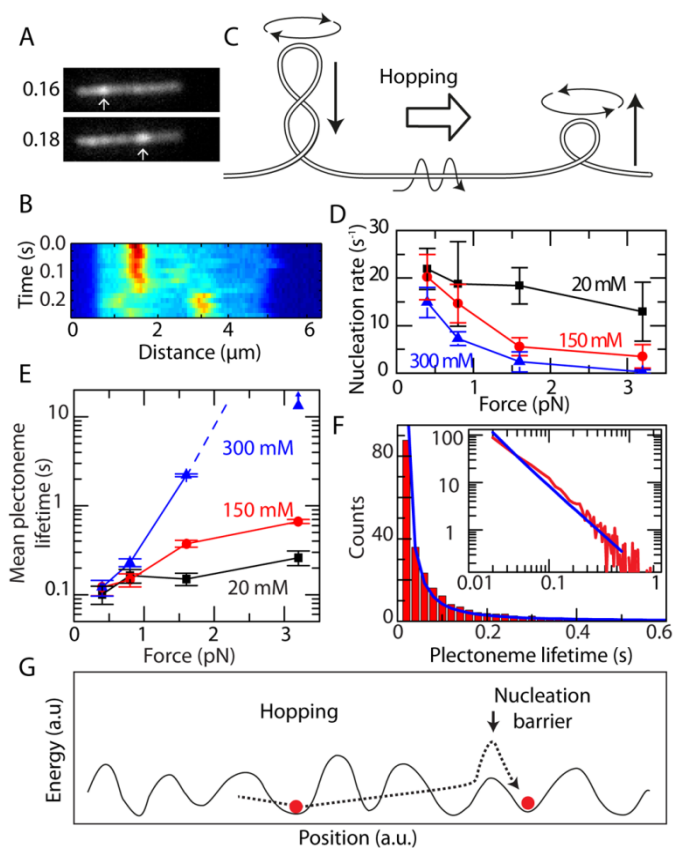 A
0.16
0.18
B
Time (s)
0.0
0.1
0.2
0
2
4
6
Distance (µm)
C
Hopping
D
Nucleation rate (s⁻¹)
30
25
20
15
10
5
0
20 mM
150 mM
300 mM
0
1
2
3
Force (pN)
E
Mean plectoneme
lifetime (s)
10
1
0.1
300 mM
150 mM
20 mM
0
1
2
3
Force (pN)
F
Counts
80
40
0
100
10
1
0.01
0.1
1
0
0.2
0.4
0.6
Plectoneme lifetime (s)
G
Energy (a.u)
Hopping
Nucleation
barrier
Position (a.u.)